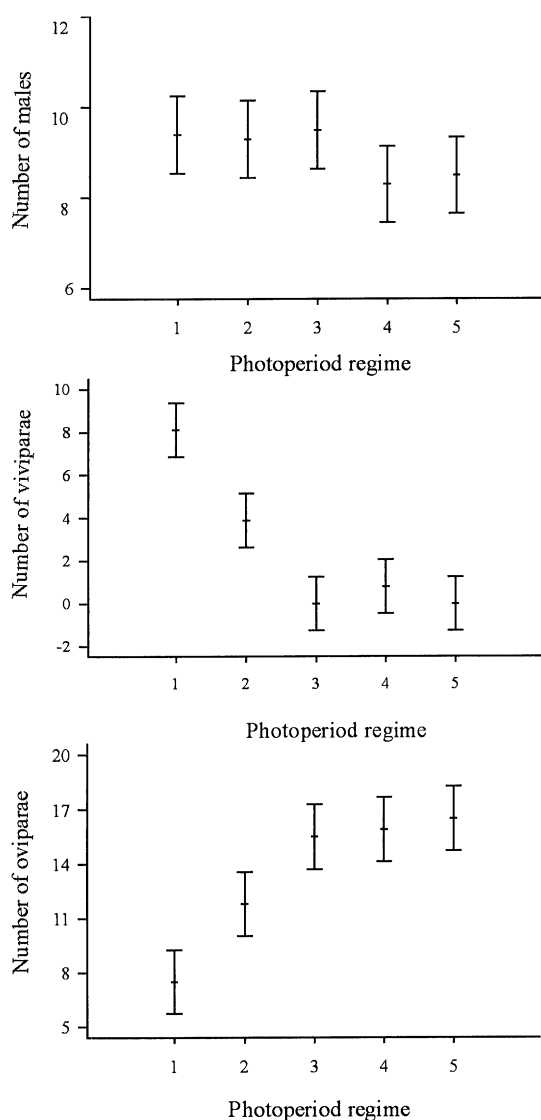 Number of males
12
10
8
6
1 2 3 4 5
Photoperiod regime
Number of viviparae
10
8
6
4
2
0
-2
1 2 3 4 5
Photoperiod regime
Number of oviparae
20
17
14
11
8
5
1 2 3 4 5
Photoperiod regime